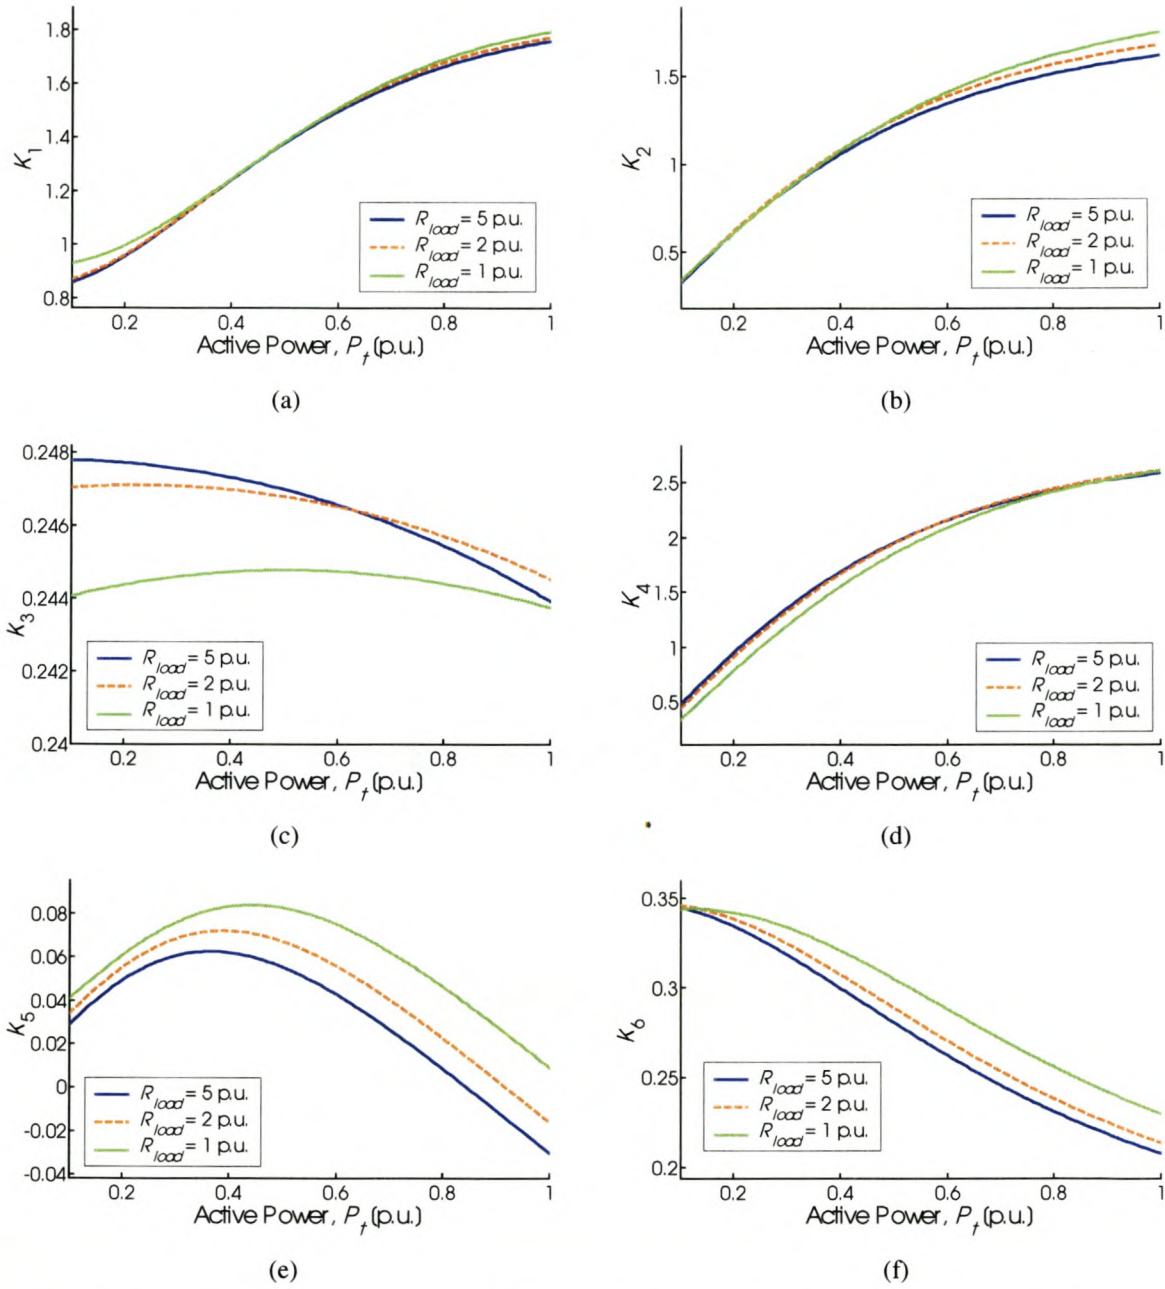 1.8
1.6
1.4
1.2
1
0.8
K1
0.2 0.4 0.6 0.8 1
Active Power, Pt (p.u.)
Rload = 5 p.u.
Rload = 2 p.u.
Rload = 1 p.u.
(a)
1.5
1
0.5
K2
0.2 0.4 0.6 0.8 1
Active Power, Pt (p.u.)
Rload = 5 p.u.
Rload = 2 p.u.
Rload = 1 p.u.
(b)
0.248
0.246
0.244
0.242
0.24
K3
0.2 0.4 0.6 0.8 1
Active Power, Pt (p.u.)
Rload = 5 p.u.
Rload = 2 p.u.
Rload = 1 p.u.
(c)
2.5
2
1.5
1
0.5
K4
0.2 0.4 0.6 0.8 1
Active Power, Pt (p.u.)
Rload = 5 p.u.
Rload = 2 p.u.
Rload = 1 p.u.
(d)
0.08
0.06
0.04
0.02
0
-0.02
-0.04
K5
0.2 0.4 0.6 0.8 1
Active Power, Pt (p.u.)
Rload = 5 p.u.
Rload = 2 p.u.
Rload = 1 p.u.
(e)
0.35
0.3
0.25
0.2
K6
0.2 0.4 0.6 0.8 1
Active Power, Pt (p.u.)
Rload = 5 p.u.
Rload = 2 p.u.
Rload = 1 p.u.
(f)